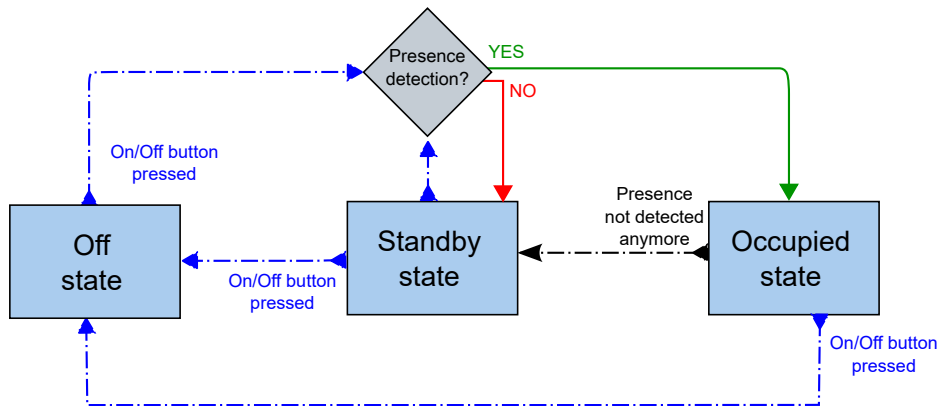 Presence
detection?
YES
NO
On/Off button
pressed
Off
state
On/Off button
pressed
Standby
state
Presence
not detected
anymore
Occupied
state
On/Off button
pressed